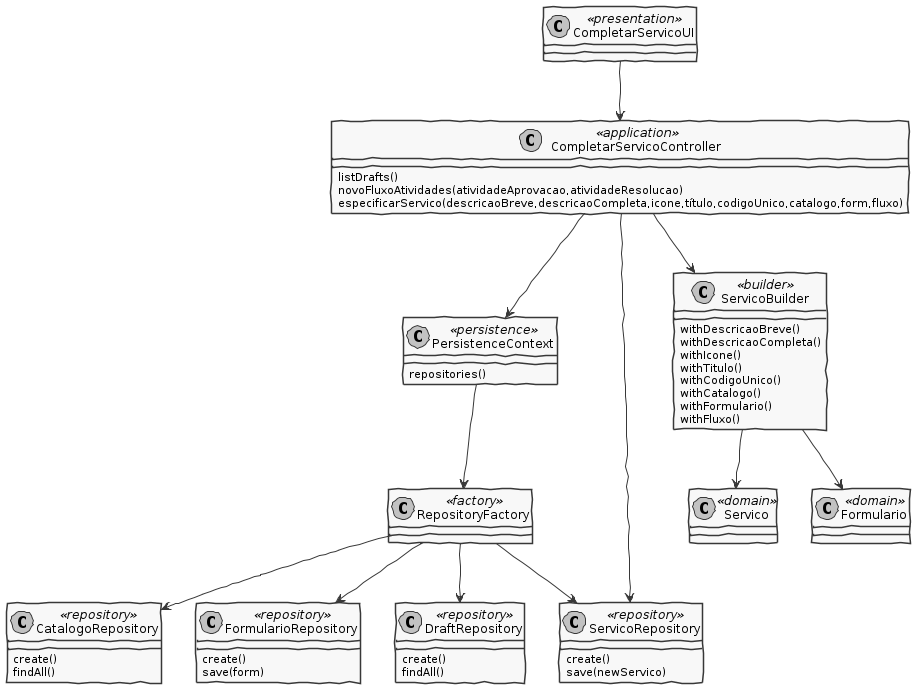 C «presentation»
CompletarServicoUI
C «application»
CompletarServicoController
listDrafts()
novoFluxoAtividades(atividadeAprovacao,atividadeResolucao)
especificarServico(descricaoBreve,descricaoCompleta,icone,título,codigoUnico,catalogo,form,fluxo)
C «builder»
ServicoBuilder
withDescricaoBreve()
withDescricaoCompleta()
withIcone()
withTitulo()
withCodigoUnico()
withCatalogo()
withFormulario()
withFluxo()
C «persistence»
PersistenceContext
repositories()
C «factory»
RepositoryFactory
C «domain»
Servico
C «domain»
Formulario
C «repository»
CatalogoRepository
create()
findAll()
C «repository»
FormularioRepository
create()
save(form)
C «repository»
DraftRepository
create()
findAll()
C «repository»
ServicoRepository
create()
save(newServico)